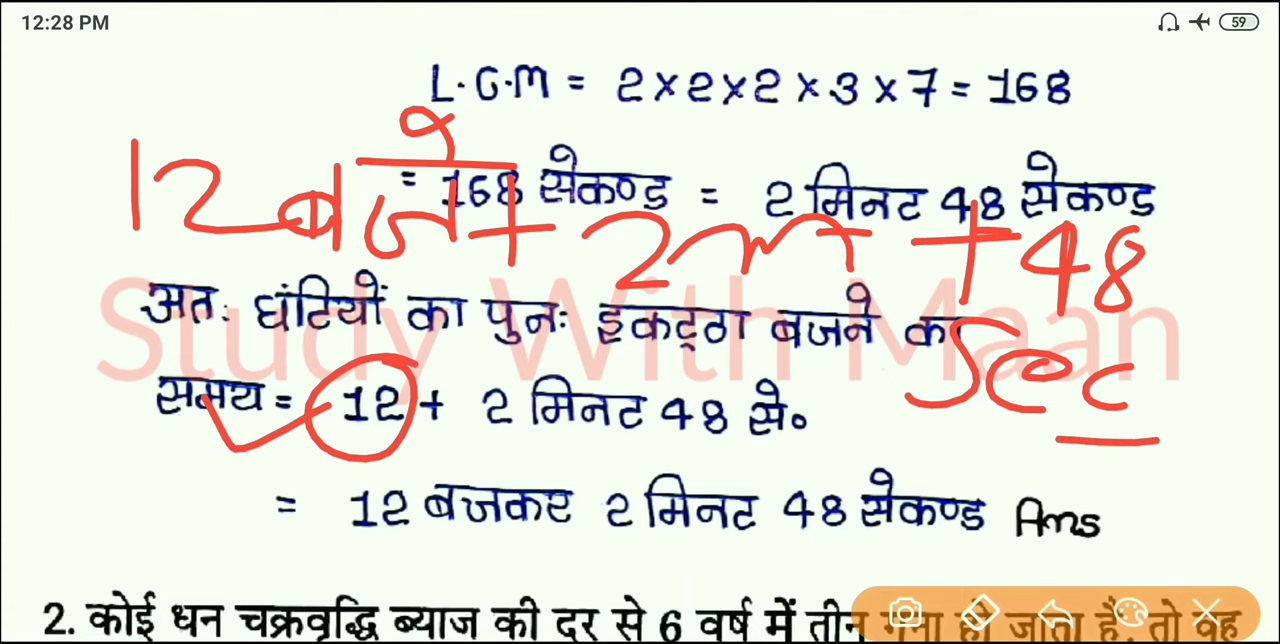 12:28 PM 59
L.C.M = 2×2×2×3×7 = 168
= 168 सेकण्ड = 2 मिनट 48 सेकण्ड
12 बजे + 2m + 48 Sec
Study With Maan
अतः घंटियों का पुनः इकट्ठा बजने का
समय = 12 + 2 मिनट 48 से०
= 12 बजकर 2 मिनट 48 सेकण्ड Ans
2. कोई धन चक्रवृद्धि ब्याज की दर से 6 वर्ष में तीन गुना हो जाता है, तो वह